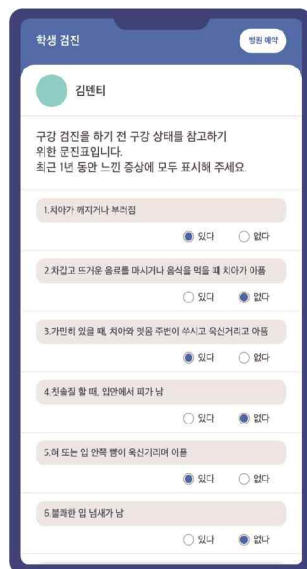 학생 검진
병원 예약
김덴티
구강 검진을 하기 전 구강 상태를 참고하기
위한 문진표입니다.
최근 1년 동안 느낀 증상에 모두 표시해 주세요
1.치아가 깨지거나 부러짐
있다 없다
2.차갑고 뜨거운 음료를 마시거나 음식을 먹을 때 치아가 아픔
있다 없다
3.가만히 있을 때, 치아와 잇몸 주변이 쑤시고 욱신거리고 아픔
있다 없다
4.칫솔질 할 때, 입안에서 피가 남
있다 없다
5.혀 또는 입 안쪽 뺨이 욱신거리며 아픔
있다 없다
6.불쾌한 입 냄새가 남
있다 없다